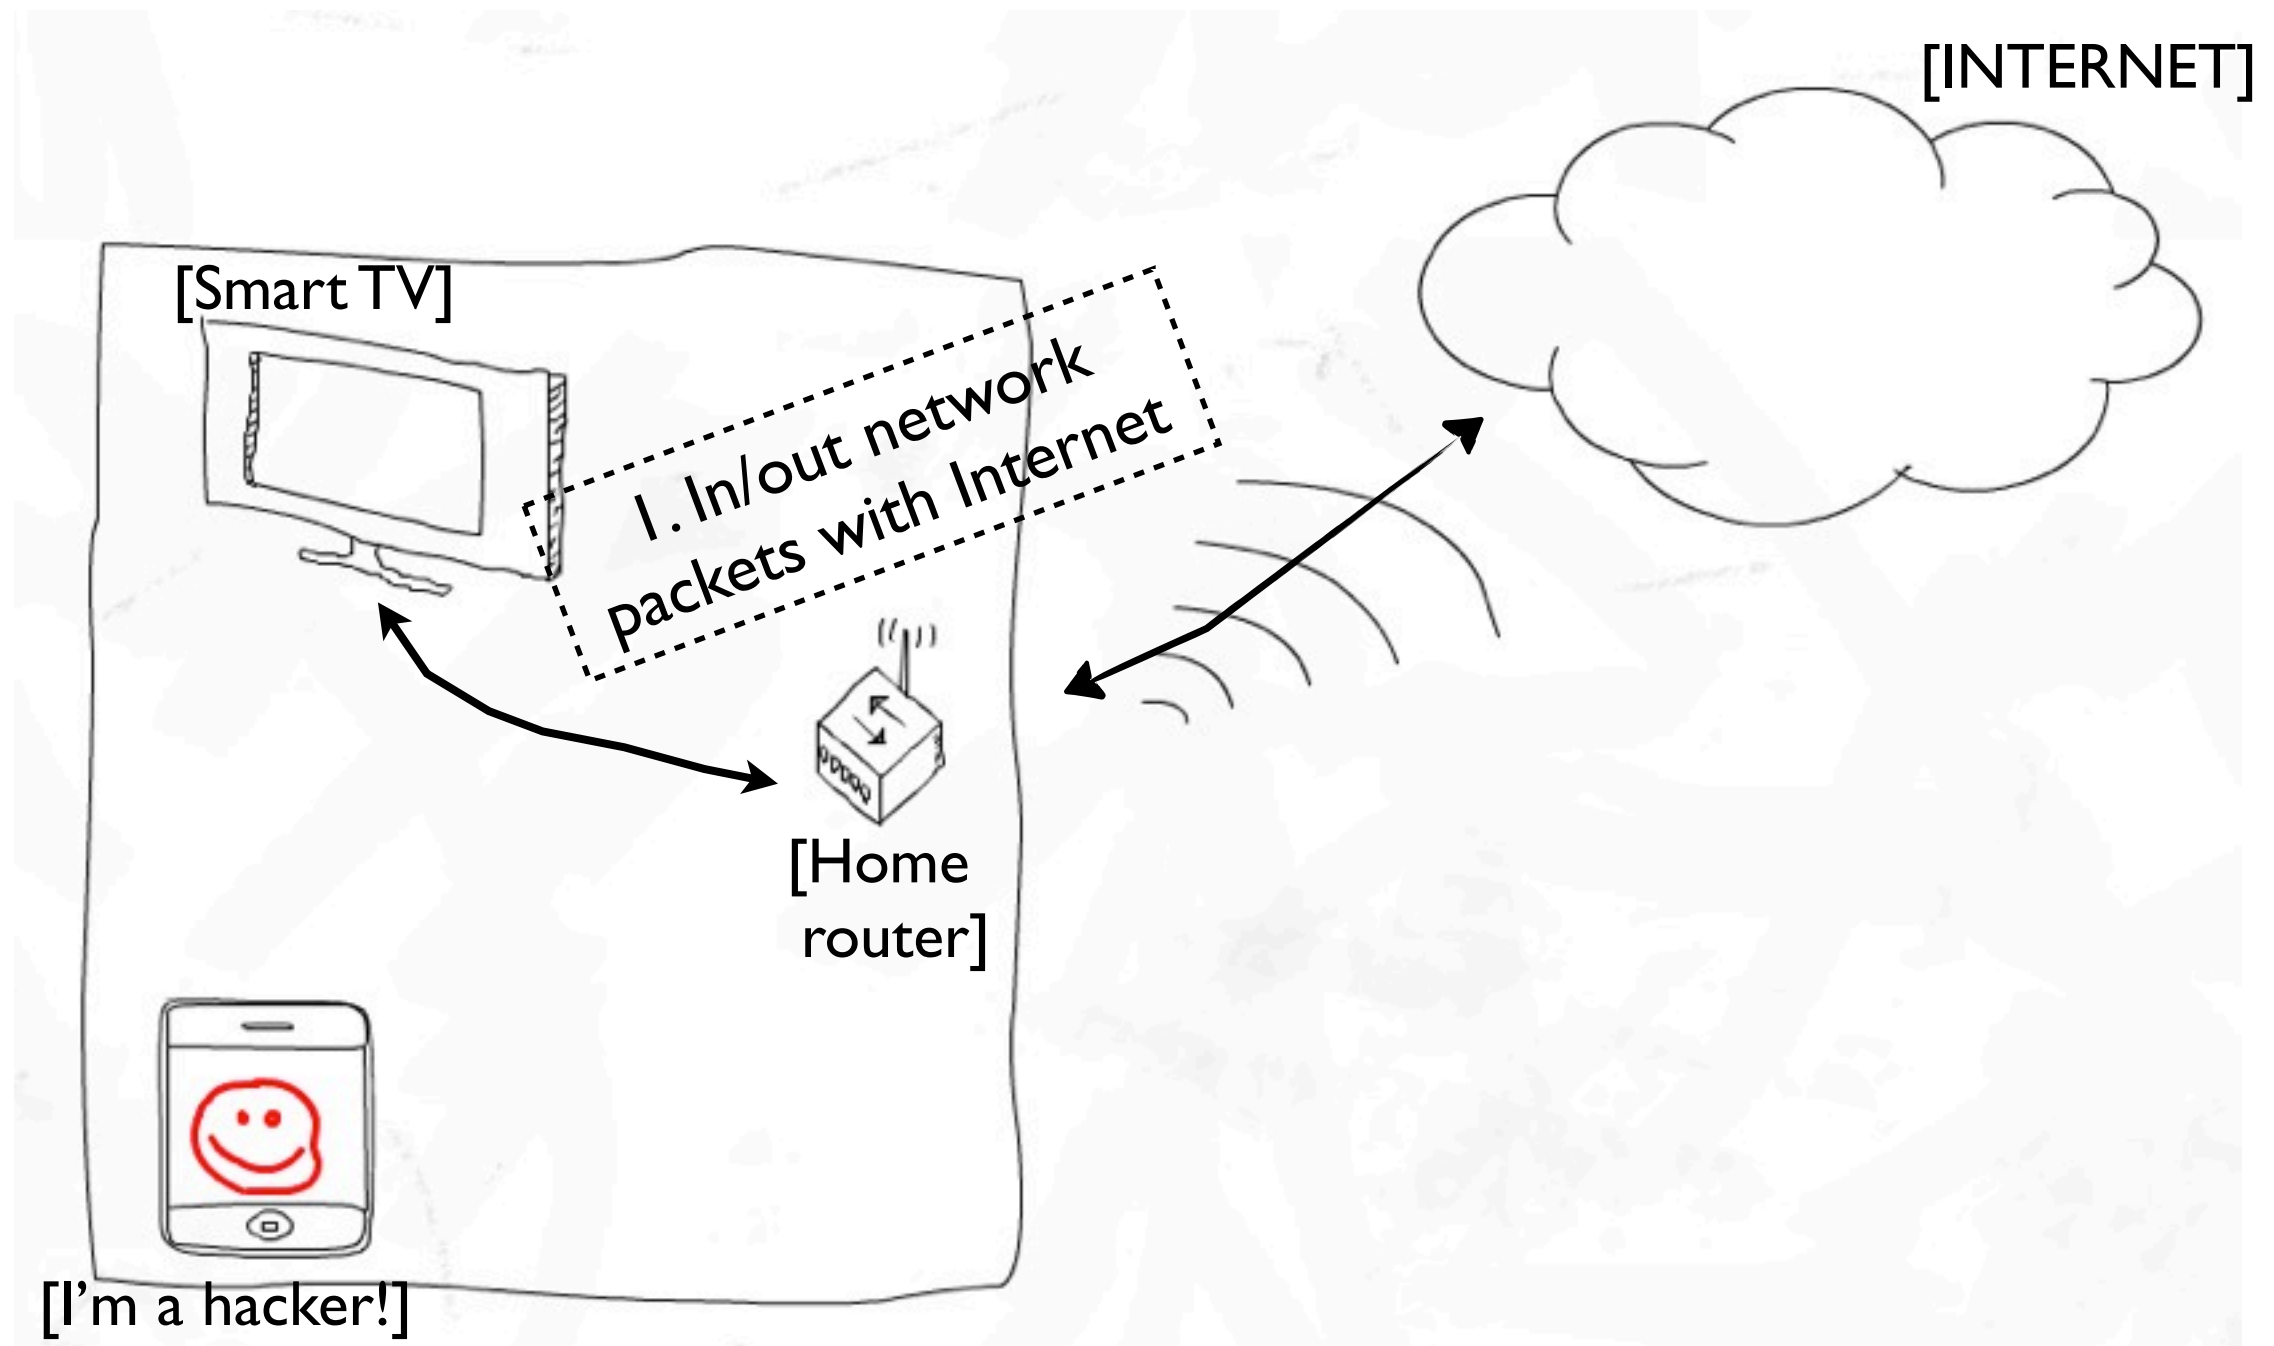 [INTERNET]
[Smart TV]
1. In/out network
packets with Internet
[Home
router]
[I'm a hacker!]